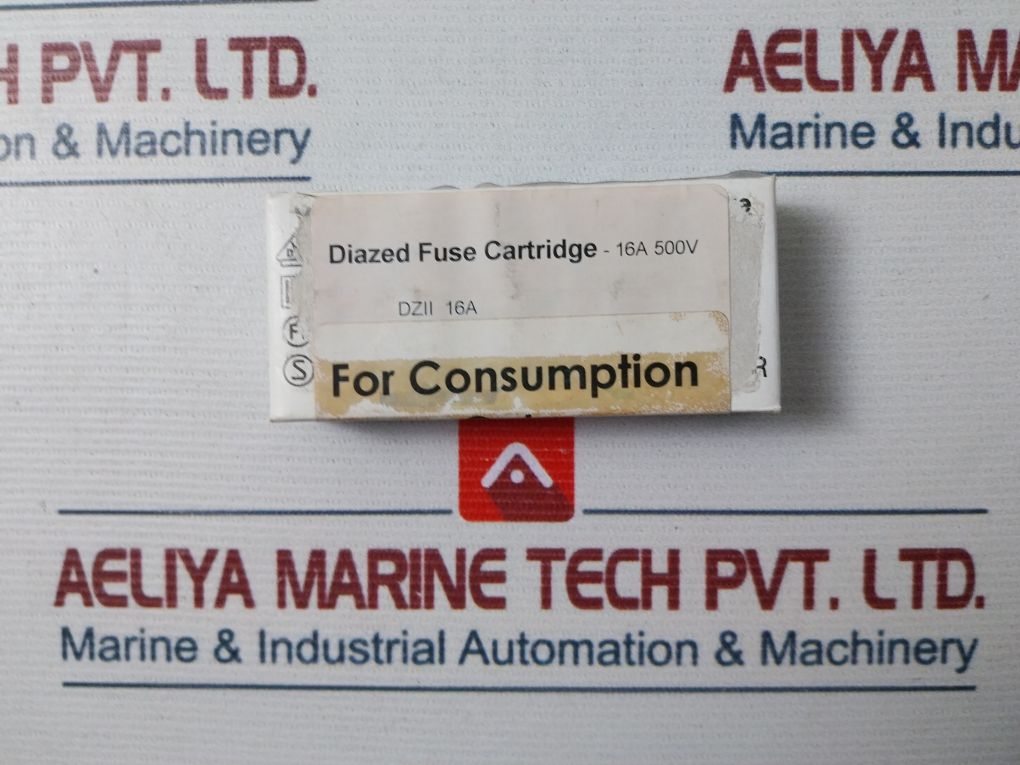 H PVT. LTD.
on & Machinery
AELIYA MA
Marine & Indu
e
Diazed Fuse Cartridge - 16A 500V
DZII 16A
F
S
For Consumption
R
AELIYA MARINE TECH PVT. LTD.
Marine & Industrial Automation & Machinery